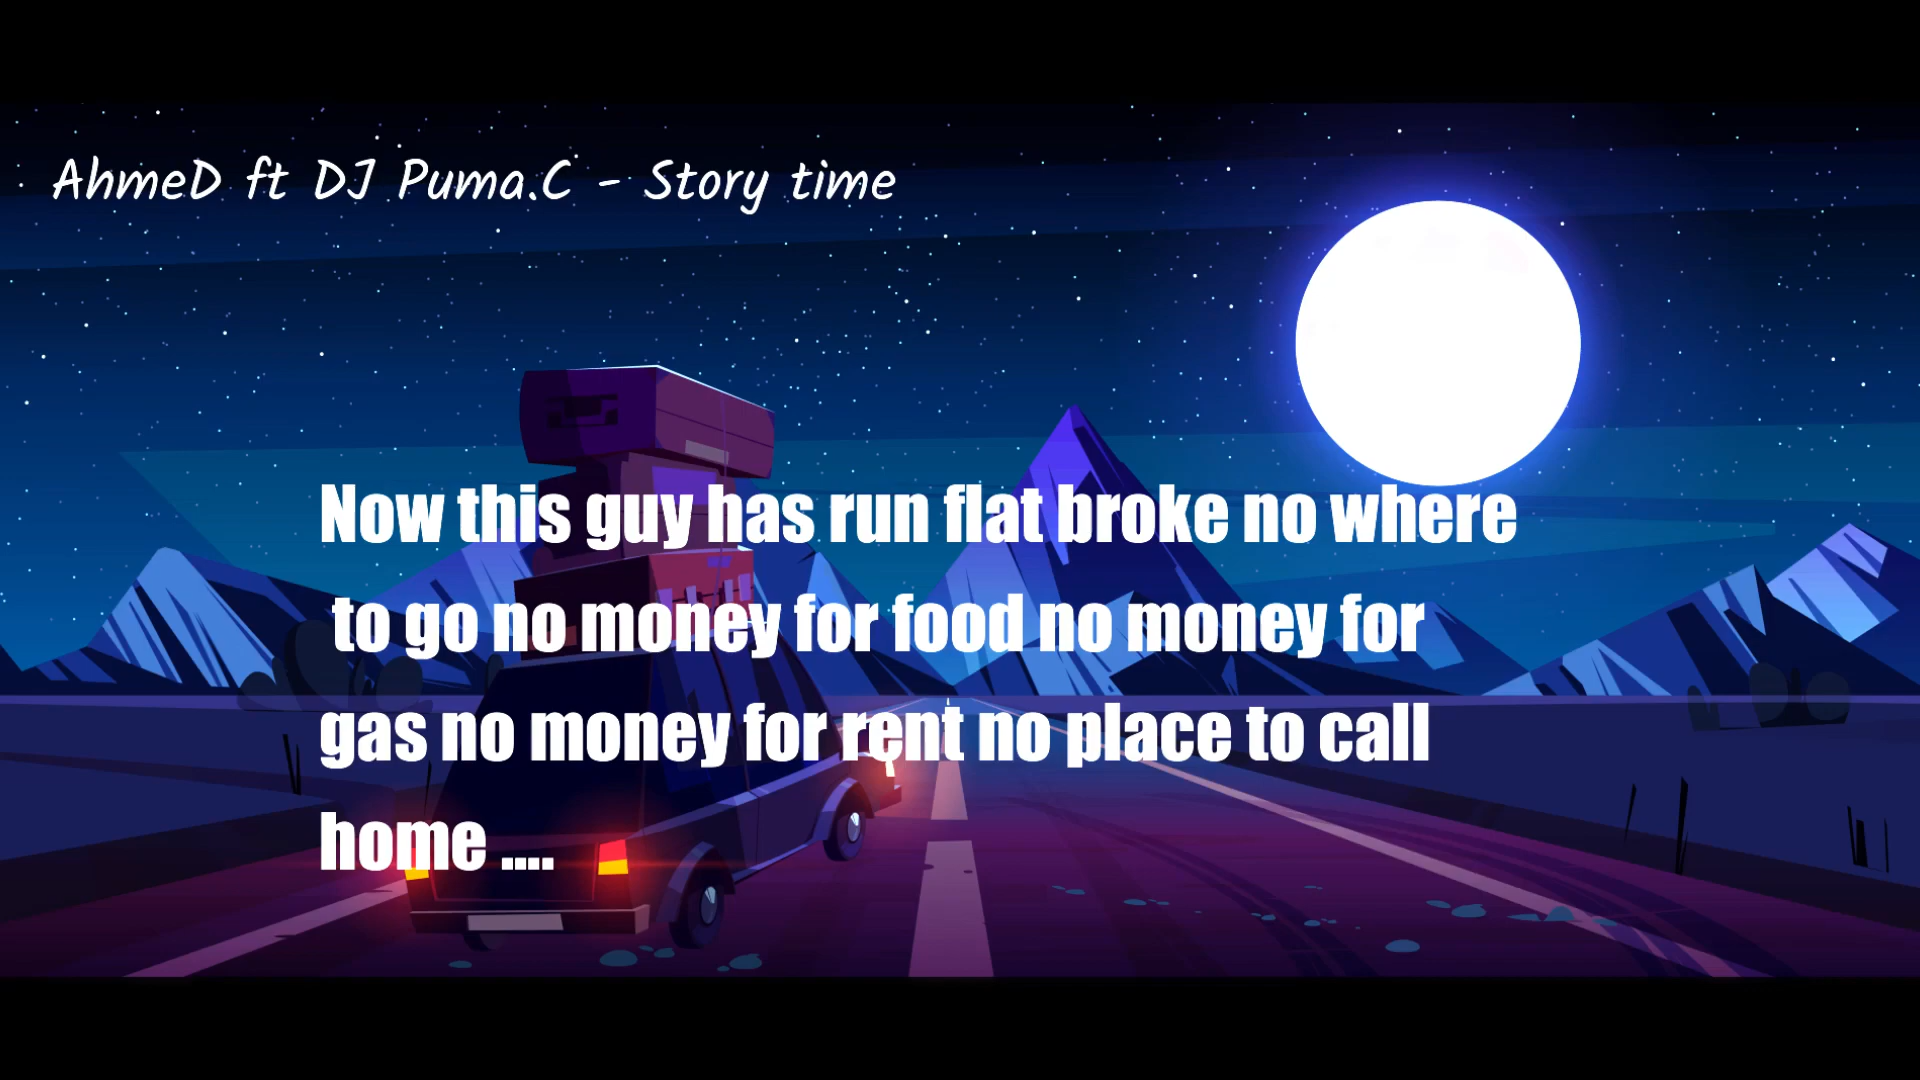 AhmeD ft DJ Puma.C - Story time
Now this guy has run flat broke no where
to go no money for food no money for
gas no money for rent no place to call
home ....